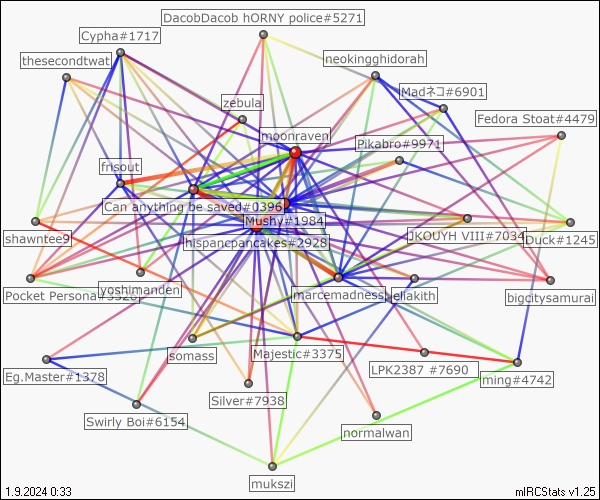 DacobDacob hORNY police#5271
Cypha#1717
thesecondtwat
neokingghidorah
Madネコ#6901
zebula
Fedora Stoat#4479
moonraven
Pikabro#9971
frisout
Can anything be saved#0396
Mushy#1984
shawntee9
hispancpancakes#2928
JKOUYH VIII#7034
Duck#1245
Pocket Persona#
yoshimanden
marcemadness
ellakith
bigcitysamurai
somass
Majestic#3375
LPK2387 #7690
Eg.Master#1378
ming#4742
Silver#7938
Swirly Boi#6154
normalwan
mukszi
1.9.2024 0:33
mIRCStats v1.25